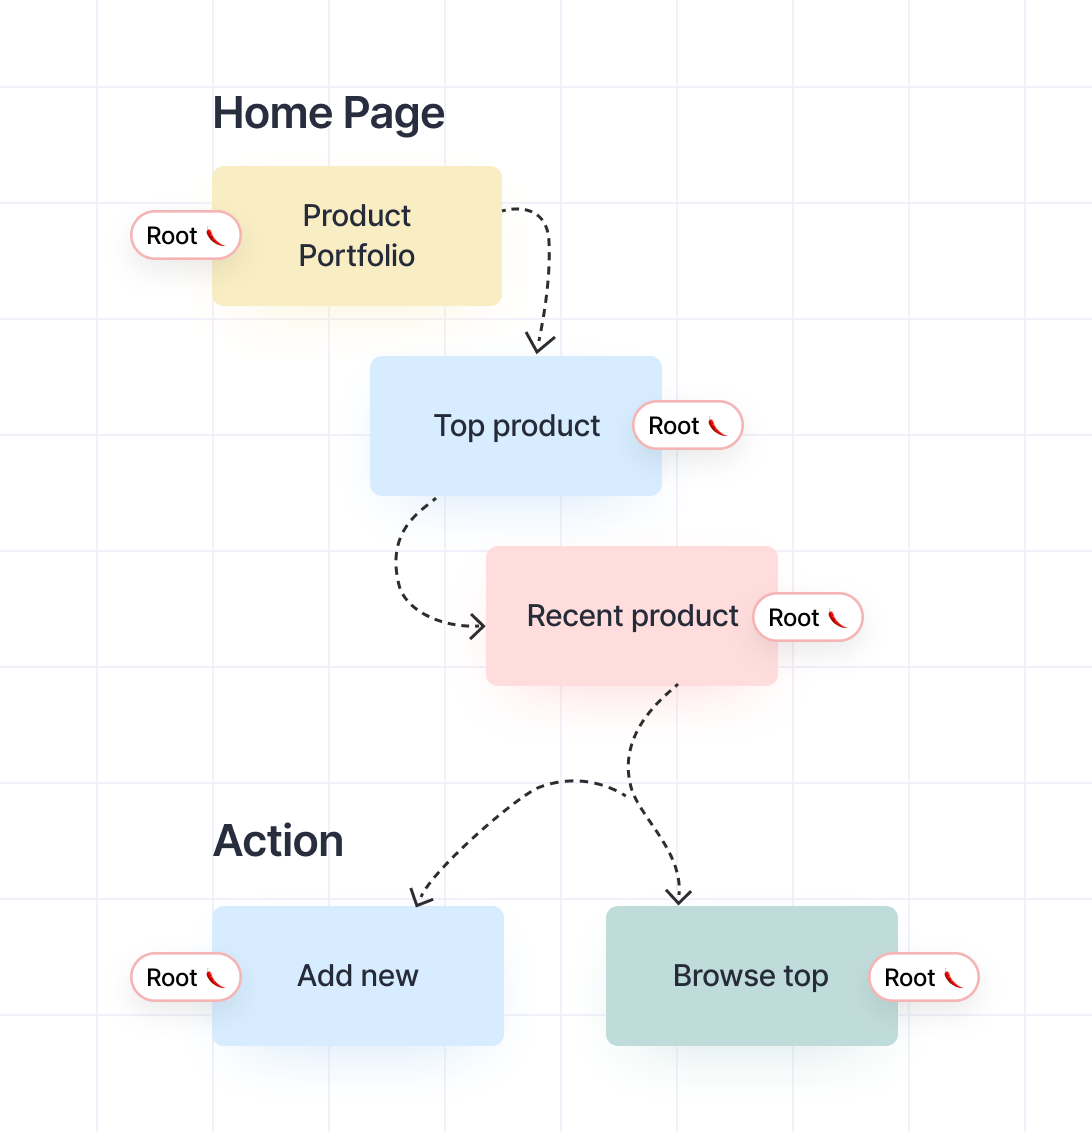 Home Page
Root
Product
Portfolio
Top product
Root
Recent product
Root
Action
Root
Add new
Browse top
Root